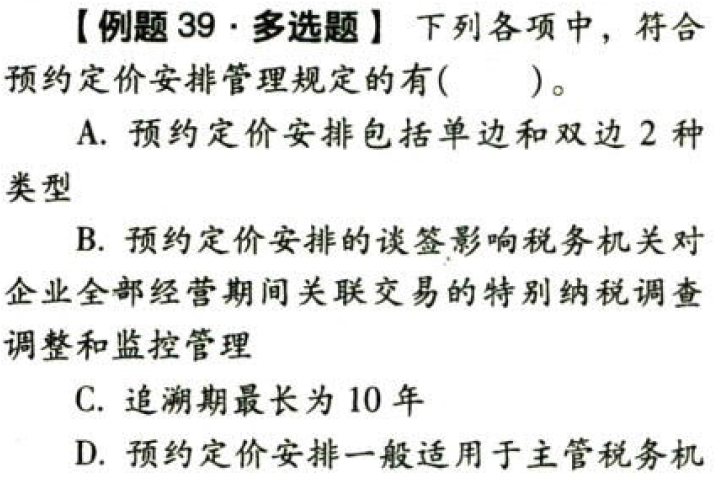 【例题 39·多选题】 下列各项中，符合
预约定价安排管理规定的有(　　)。
A. 预约定价安排包括单边和双边 2 种
类型
B. 预约定价安排的谈签影响税务机关对
企业全部经营期间关联交易的特别纳税调查
调整和监控管理
C. 追溯期最长为 10 年
D. 预约定价安排一般适用于主管税务机